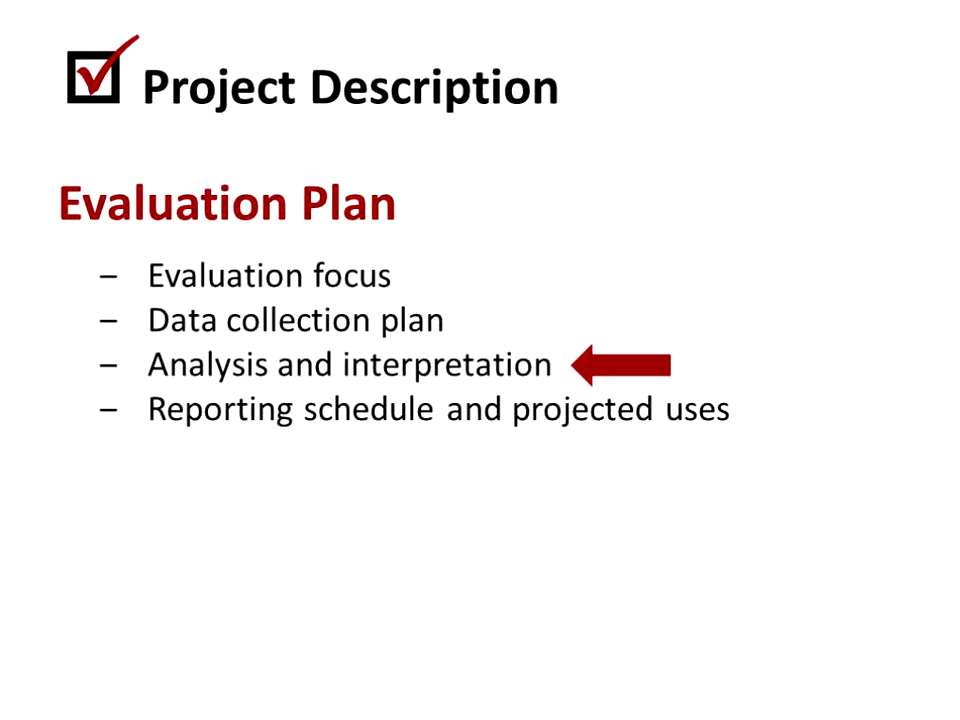 Project Description
Evaluation Plan
– Evaluation focus
– Data collection plan
– Analysis and interpretation
– Reporting schedule and projected uses